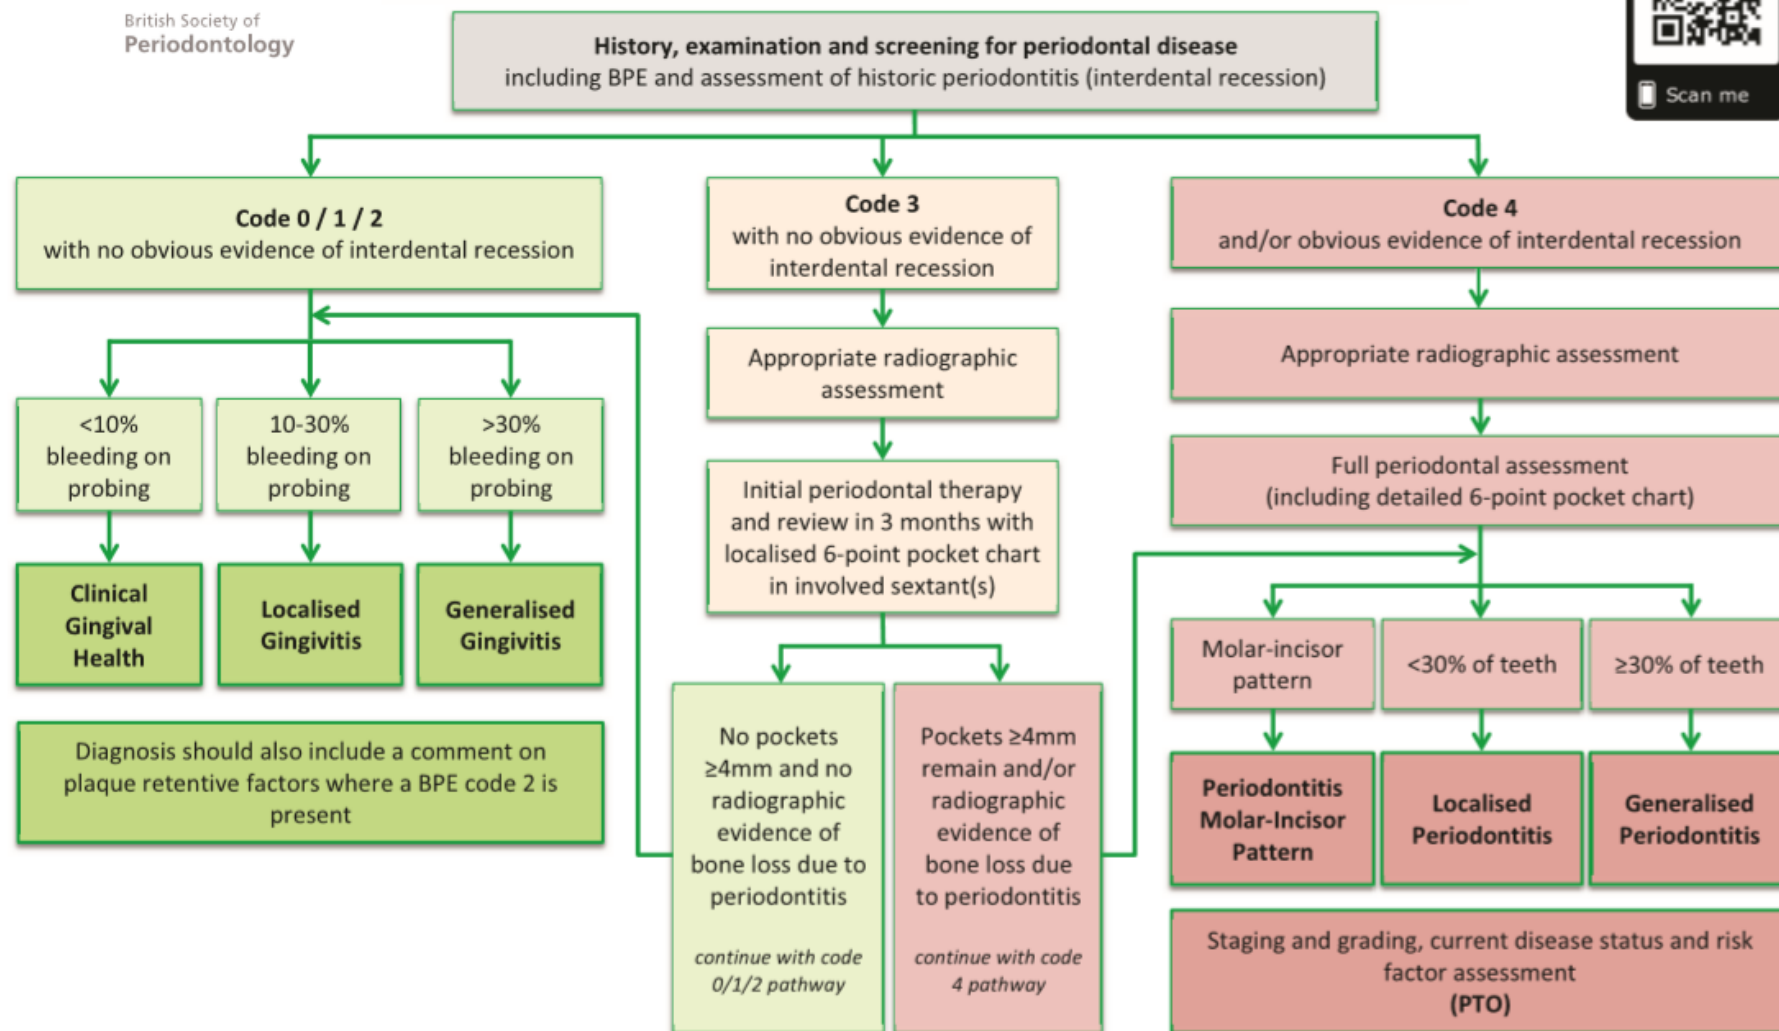 British Society of
Periodontology
History, examination and screening for periodontal disease
including BPE and assessment of historic periodontitis (interdental recession)
Scan me
Code 0 / 1 / 2
with no obvious evidence of interdental recession
Code 3
with no obvious evidence of
interdental recession
Code 4
and/or obvious evidence of interdental recession
Appropriate radiographic
assessment
Appropriate radiographic assessment
<10%
bleeding on
probing
10-30%
bleeding on
probing
>30%
bleeding on
probing
Initial periodontal therapy
and review in 3 months with
localised 6-point pocket chart
in involved sextant(s)
Full periodontal assessment
(including detailed 6-point pocket chart)
Clinical
Gingival
Health
Localised
Gingivitis
Generalised
Gingivitis
Diagnosis should also include a comment on
plaque retentive factors where a BPE code 2 is
present
No pockets
≥4mm and no
radiographic
evidence of
bone loss due to
periodontitis
continue with code
0/1/2 pathway
Pockets ≥4mm
remain and/or
radiographic
evidence of
bone loss due
to periodontitis
continue with code
4 pathway
Molar-incisor
pattern
<30% of teeth
≥30% of teeth
Periodontitis
Molar-Incisor
Pattern
Localised
Periodontitis
Generalised
Periodontitis
Staging and grading, current disease status and risk
factor assessment
(PTO)